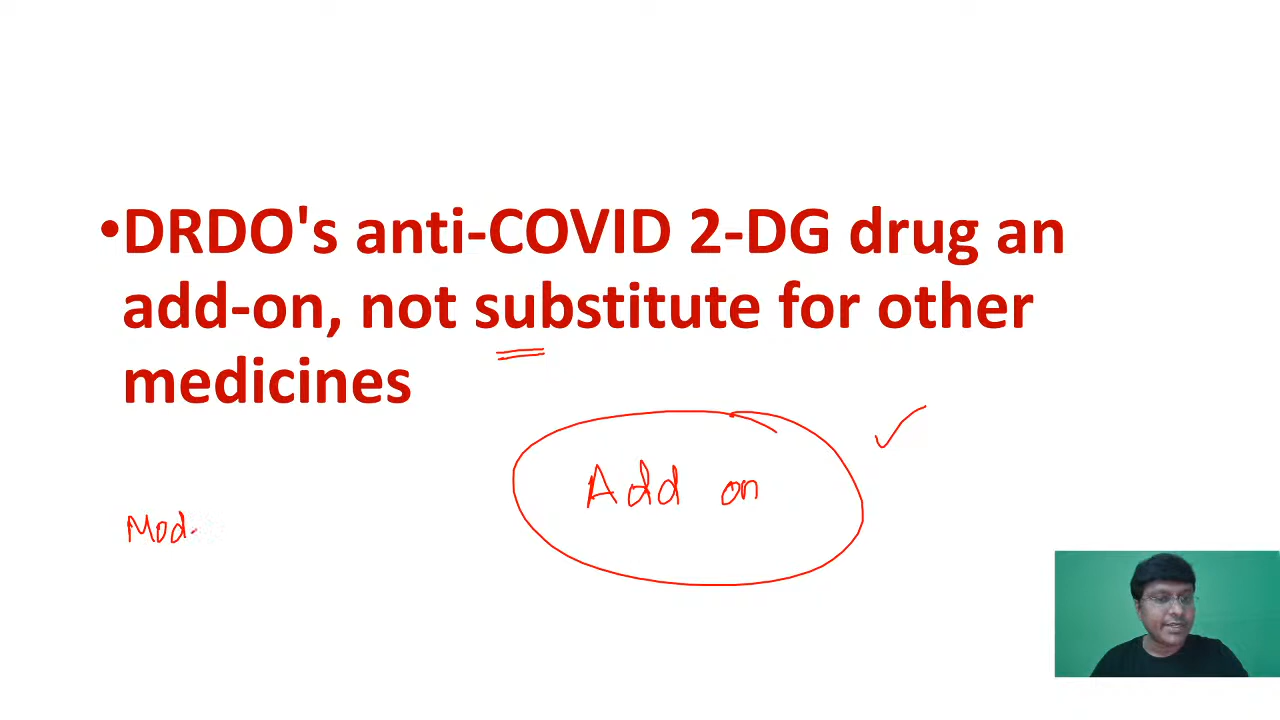 •DRDO's anti-COVID 2-DG drug an
add-on, not substitute for other
medicines
Add on
Mod